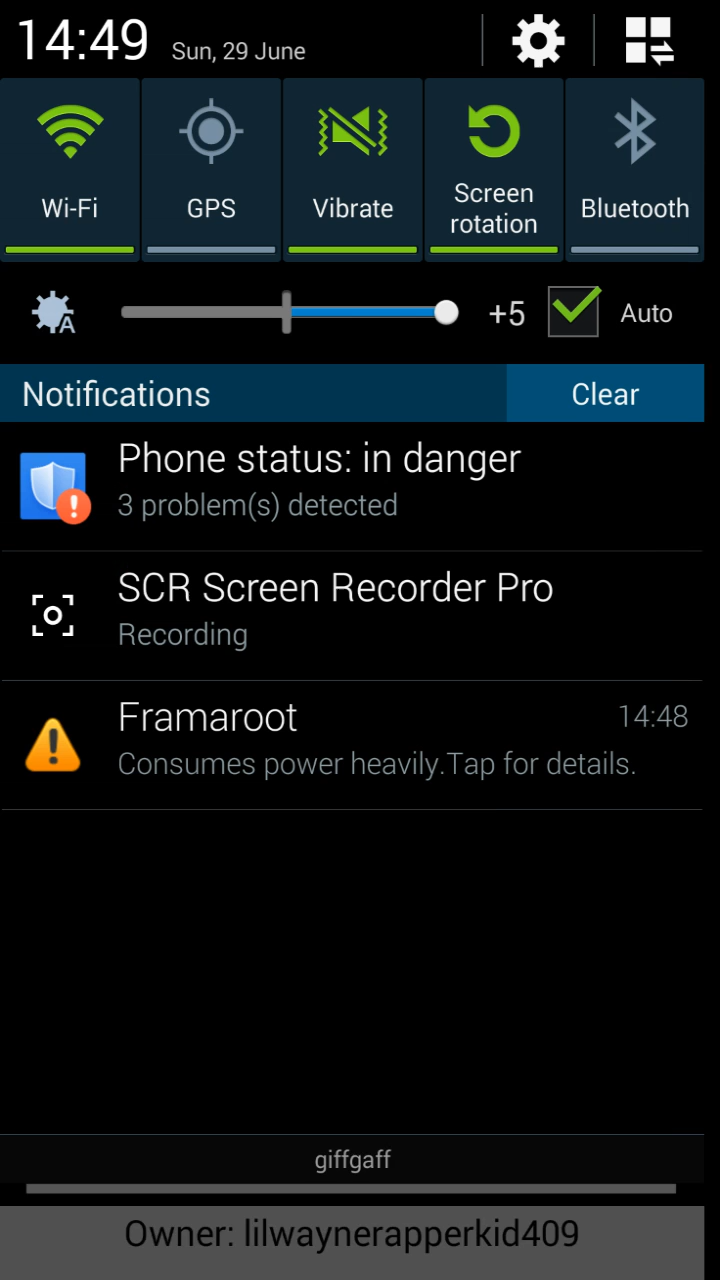 14:49 Sun, 29 June
Wi-Fi GPS Vibrate Screen rotation Bluetooth
A +5 Auto
Notifications Clear
Phone status: in danger
3 problem(s) detected
SCR Screen Recorder Pro
Recording
Framaroot 14:48
Consumes power heavily.Tap for details.
giffgaff
Owner: lilwaynerapperkid409